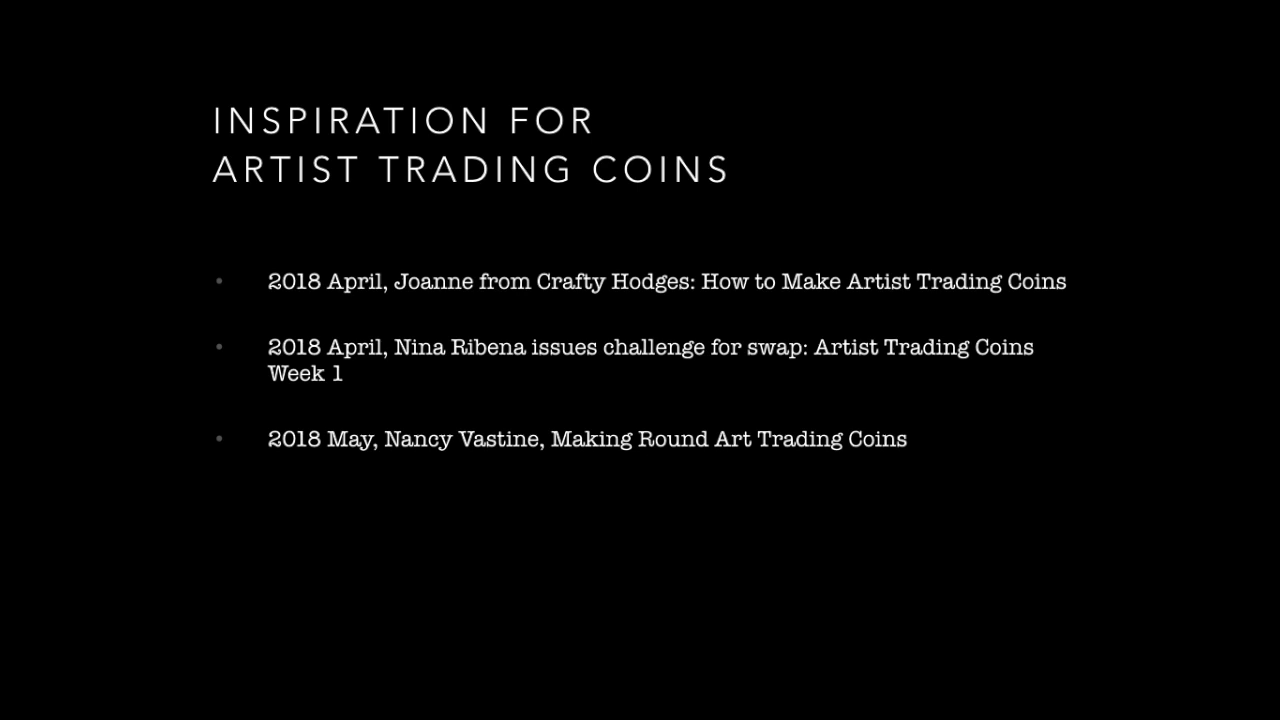 INSPIRATION FOR
ARTIST TRADING COINS
• 2018 April, Joanne from Crafty Hodges: How to Make Artist Trading Coins
• 2018 April, Nina Ribena issues challenge for swap: Artist Trading Coins
Week 1
• 2018 May, Nancy Vastine, Making Round Art Trading Coins